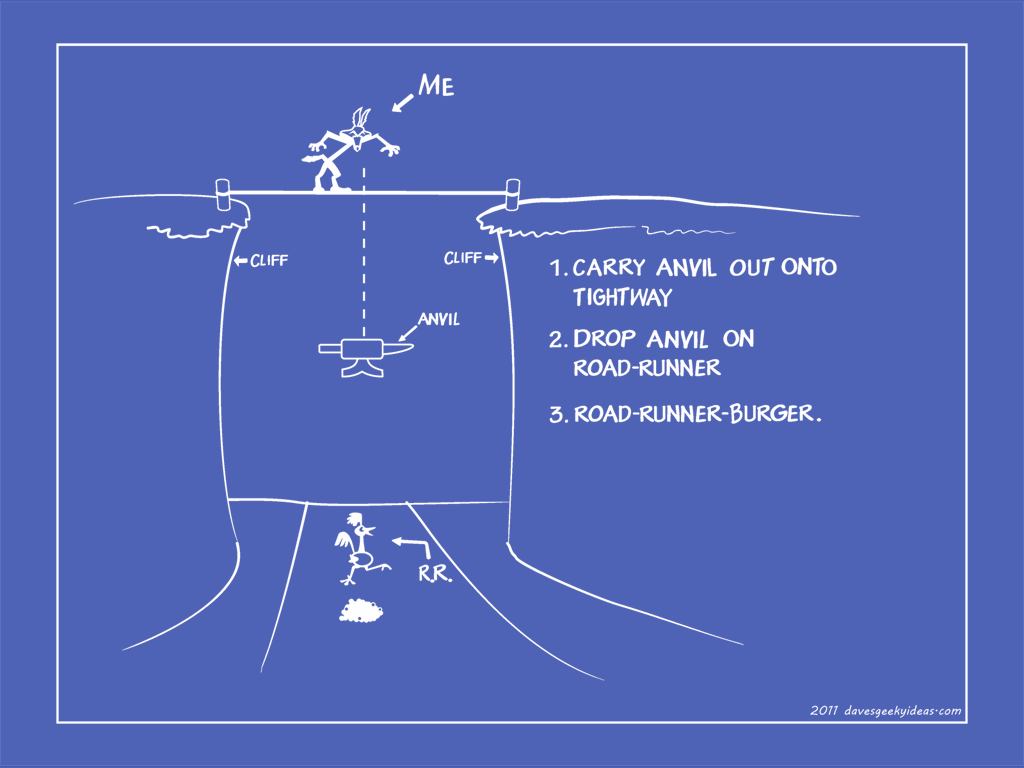 ME
CLIFF
CLIFF
ANVIL
1. CARRY ANVIL OUT ONTO
TIGHTWAY
2. DROP ANVIL ON
ROAD-RUNNER
3. ROAD-RUNNER-BURGER.
R.R.
2011 davesgeekyideas.com